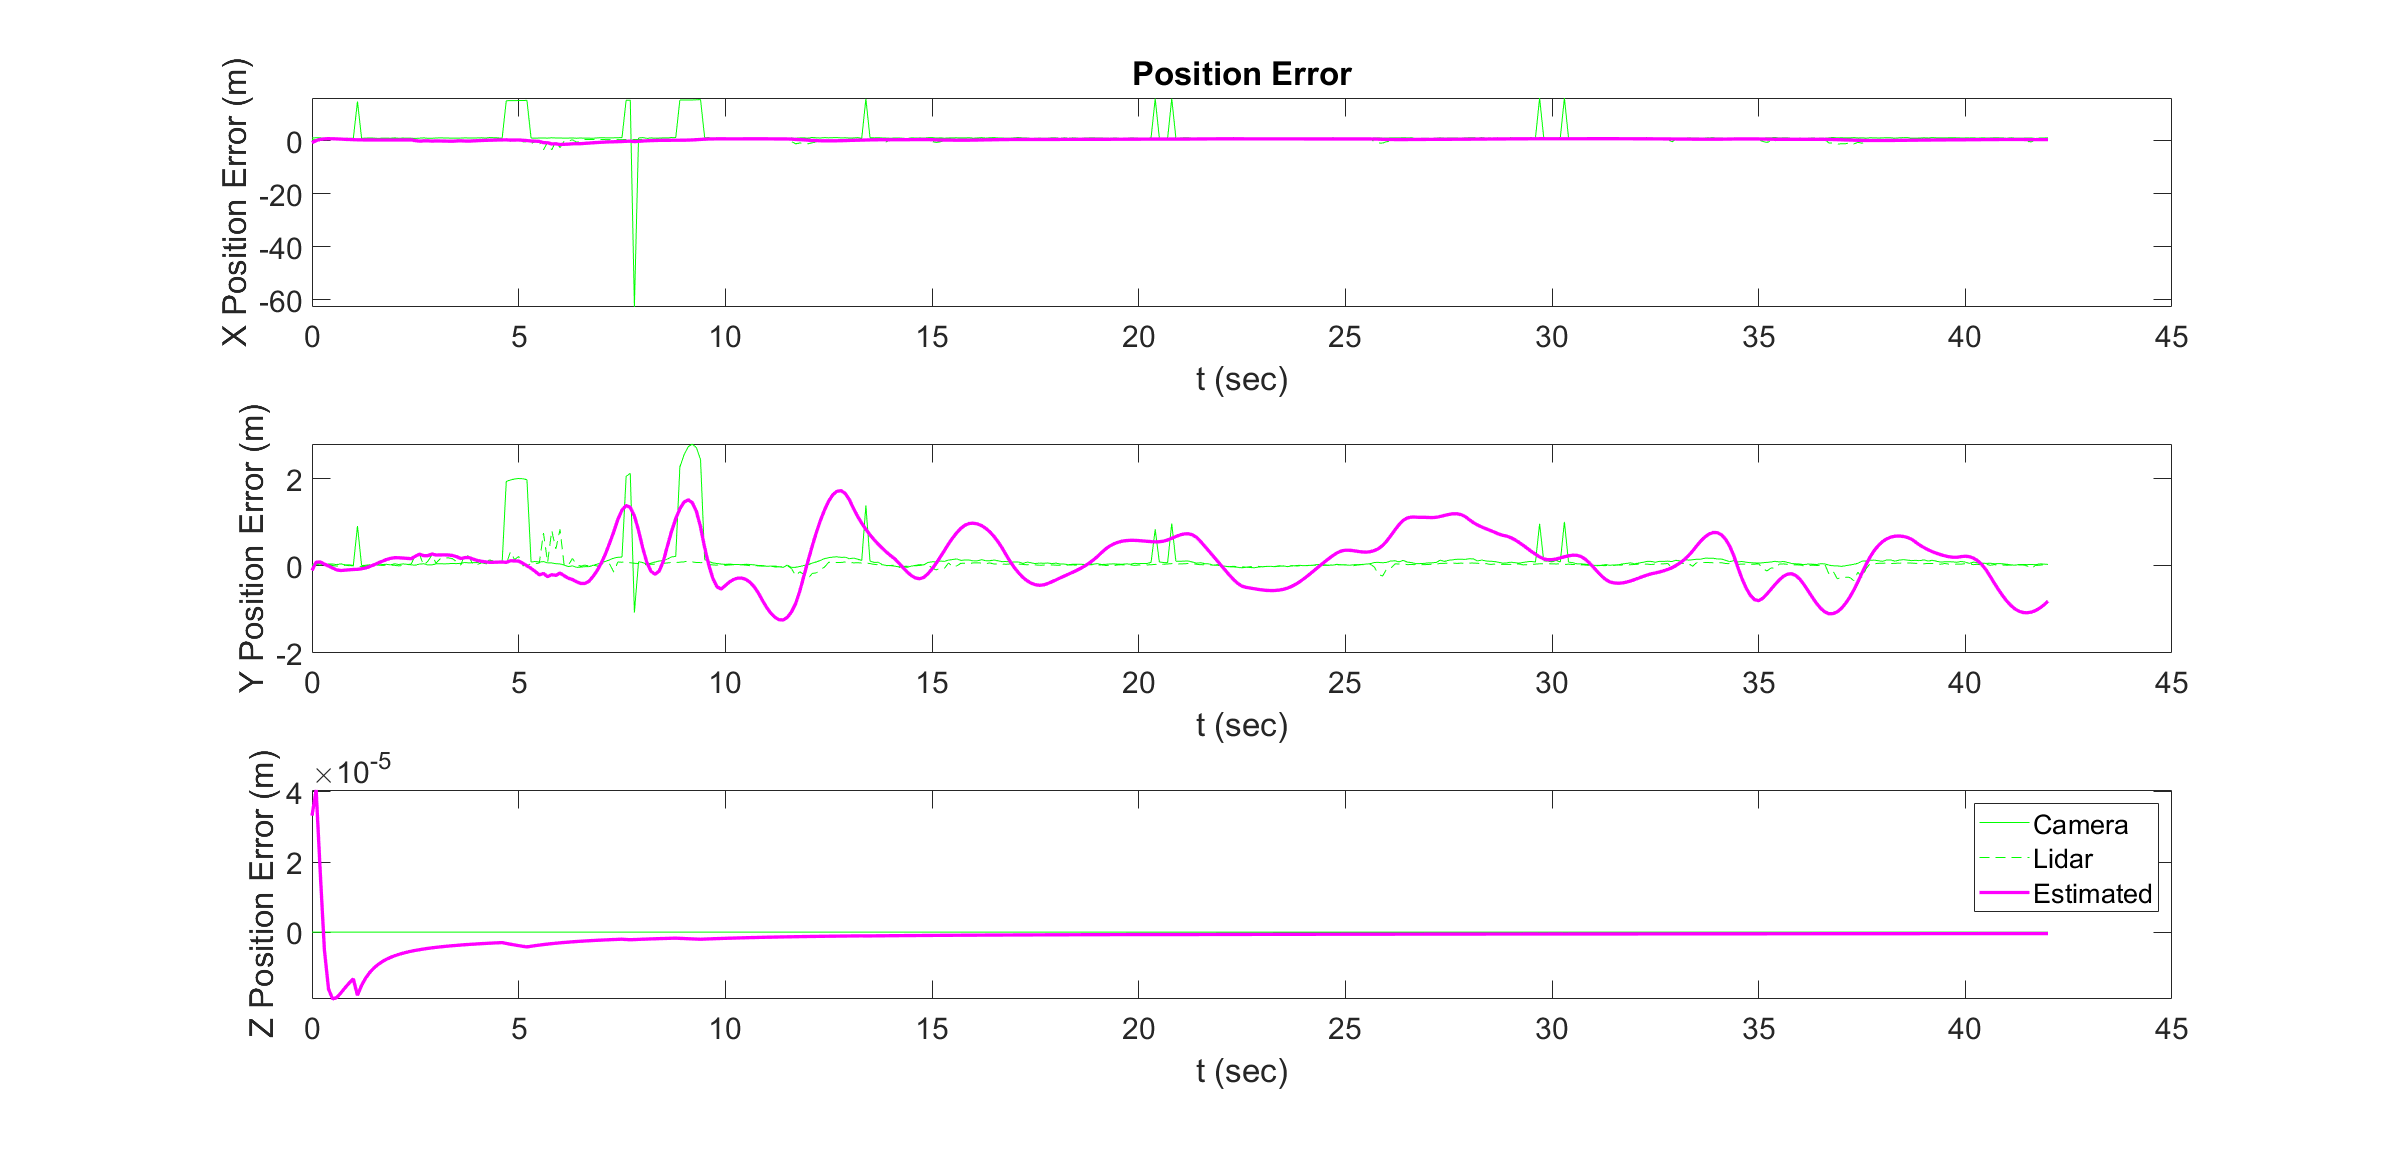 Position Error
X Position Error (m)
0
-20
-40
-60
0 5 10 15 20 25 30 35 40 45
t (sec)
Y Position Error (m)
2
0
-2
0 5 10 15 20 25 30 35 40 45
t (sec)
×10-5
Z Position Error (m)
4
2
0
Camera
Lidar
Estimated
0 5 10 15 20 25 30 35 40 45
t (sec)